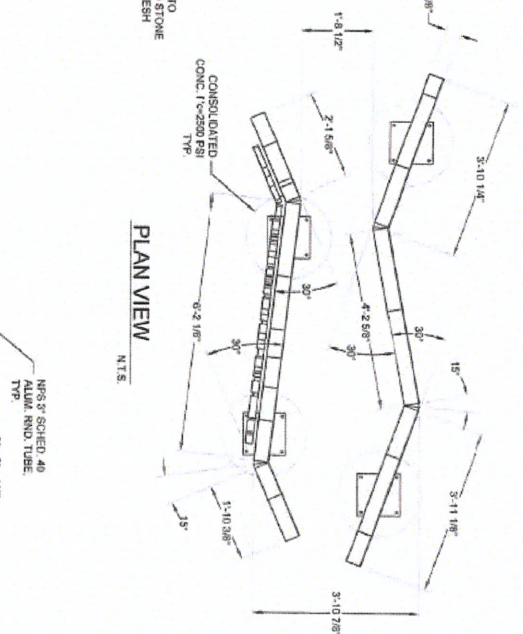 TO
STONE
ESH
1'-8 1/2"
3'-10 1/4"
2'-1 5/8"
CONSOLIDATED
CONC. f'c=2500 PSI
TYP.
30°
4'-2 5/8"
30°
30°
30°
15°
6'-2 1/8"
3'-11 1/8"
1'-10 3/8"
15°
3'-10 7/8"
PLAN VIEW
N.T.S.
NPS 3" SCHED. 40
ALUM. RND. TUBE.
TYP.